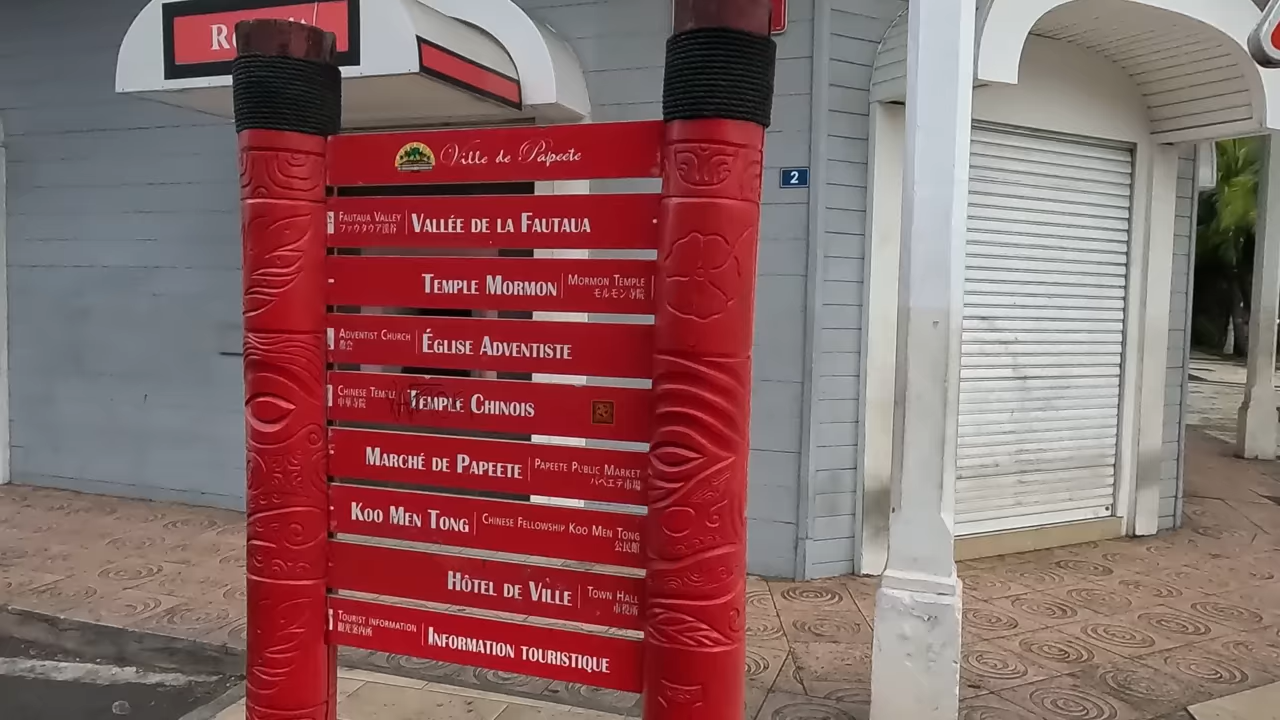 Ville de Papeete
2
FAUTAUA VALLEY
ファウタウア渓谷
VALLÉE DE LA FAUTAUA
TEMPLE MORMON
MORMON TEMPLE
モルモン寺院
ADVENTIST CHURCH
教会
ÉGLISE ADVENTISTE
CHINESE TEMPLE
中華寺院
TEMPLE CHINOIS
MARCHÉ DE PAPEETE
PAPEETE PUBLIC MARKET
パペエテ市場
KOO MEN TONG
CHINESE FELLOWSHIP KOO MEN TONG
公民館
HÔTEL DE VILLE
TOWN HALL
市役所
TOURIST INFORMATION
観光案内所
INFORMATION TOURISTIQUE